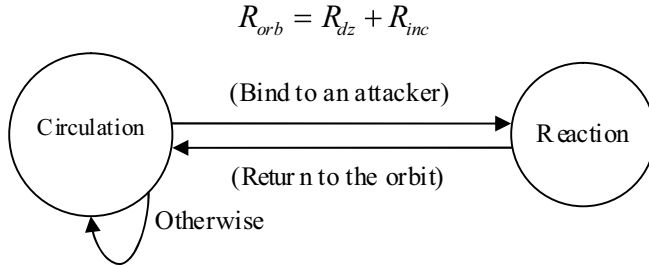 R_orb = R_dz + R_inc
(Bind to an attacker)
Circulation
Reaction
(Return to the orbit)
Otherwise